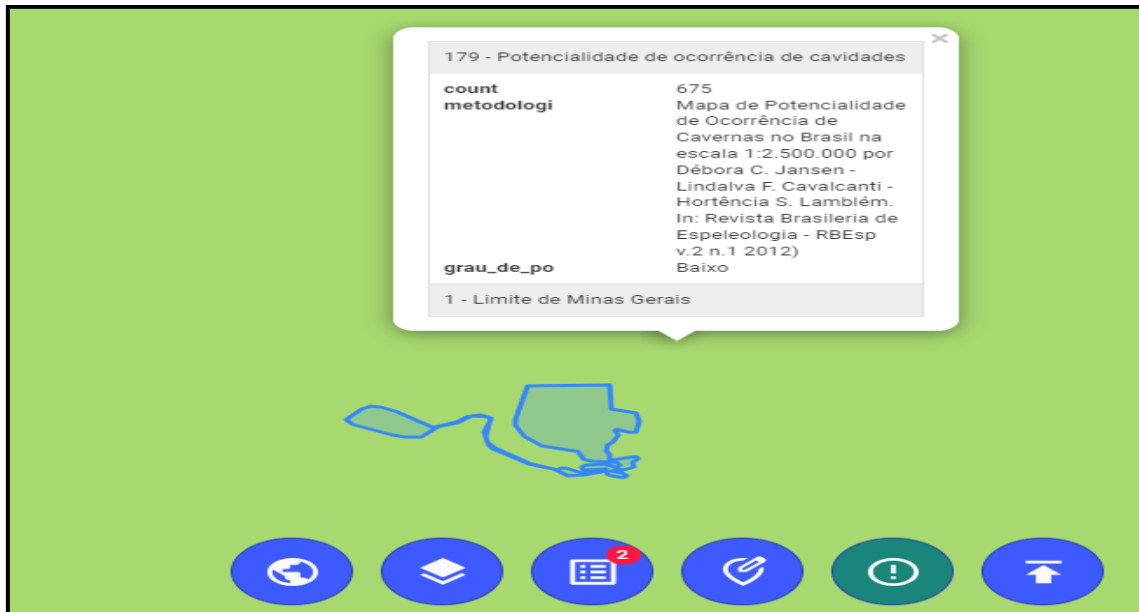 ×
179 - Potencialidade de ocorrência de cavidades
count 675
metodologi Mapa de Potencialidade
de Ocorrência de
Cavernas no Brasil na
escala 1:2.500.000 por
Débora C. Jansen -
Lindalva F. Cavalcanti -
Hortência S. Lamblém.
In: Revista Brasileria de
Espeleologia - RBEsp
v.2 n.1 2012)
grau_de_po Baixo
1 - Limite de Minas Gerais
2